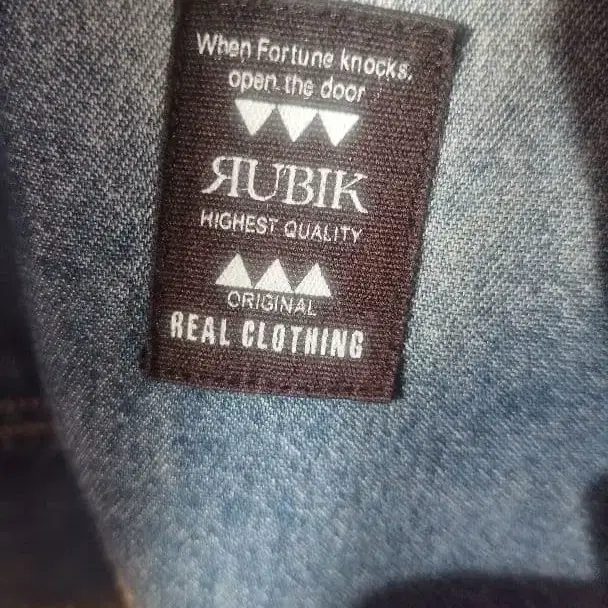 When Fortune knocks,
open the door
ЯUBIK
HIGHEST QUALITY
ORIGINAL
REAL CLOTHING